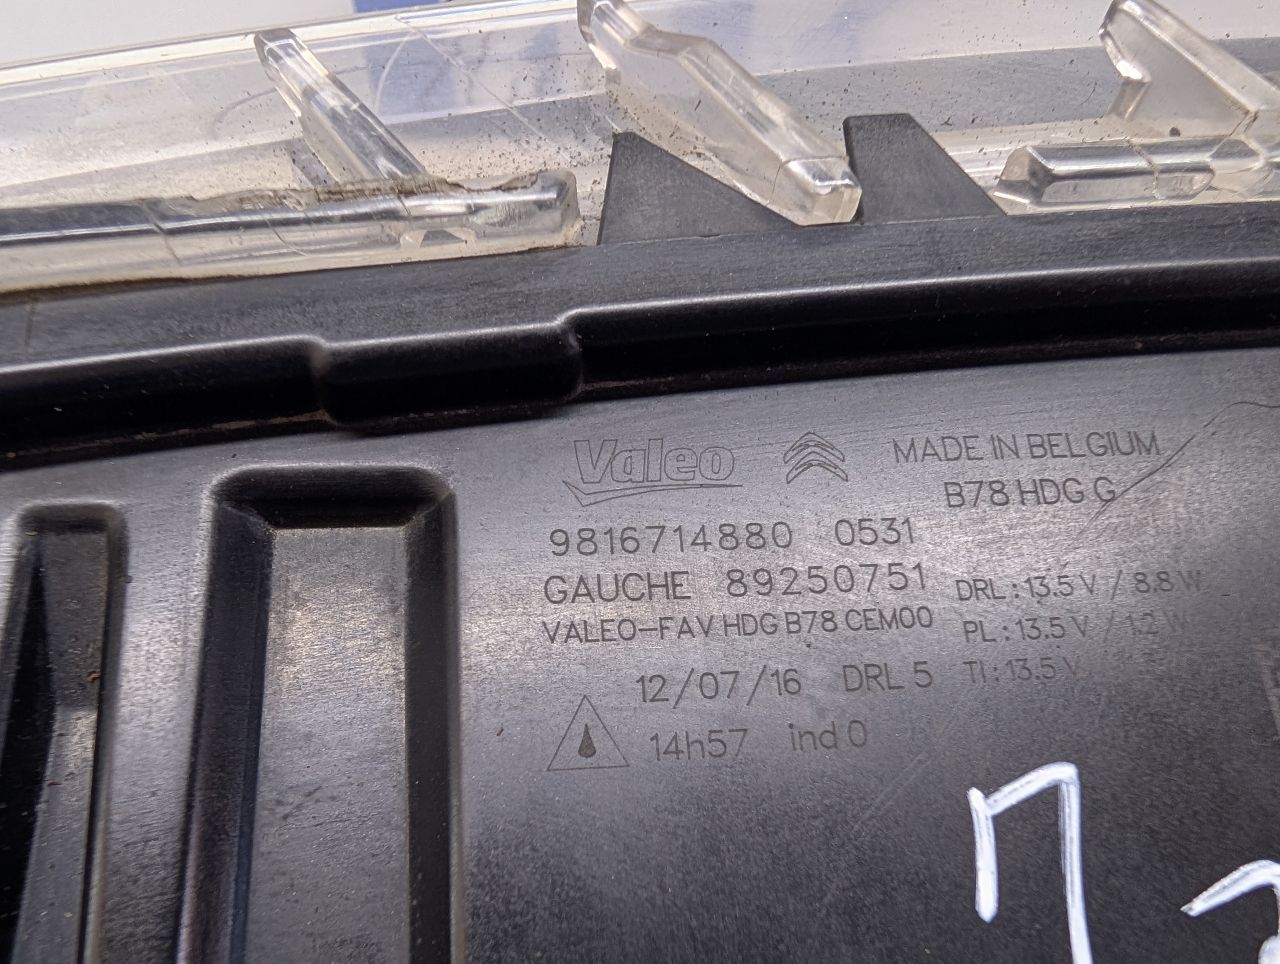 Valeo MADE IN BELGIUM
B78 HDG G
9816714880 0531
GAUCHE 89250751 DRL : 13.5 V / 8.8 W
VALEO-FAV HDG B78 CEM00 PL : 13.5 V / 1.2 W
12/07/16 DRL 5 TI : 13.5 V
14h57 ind 0